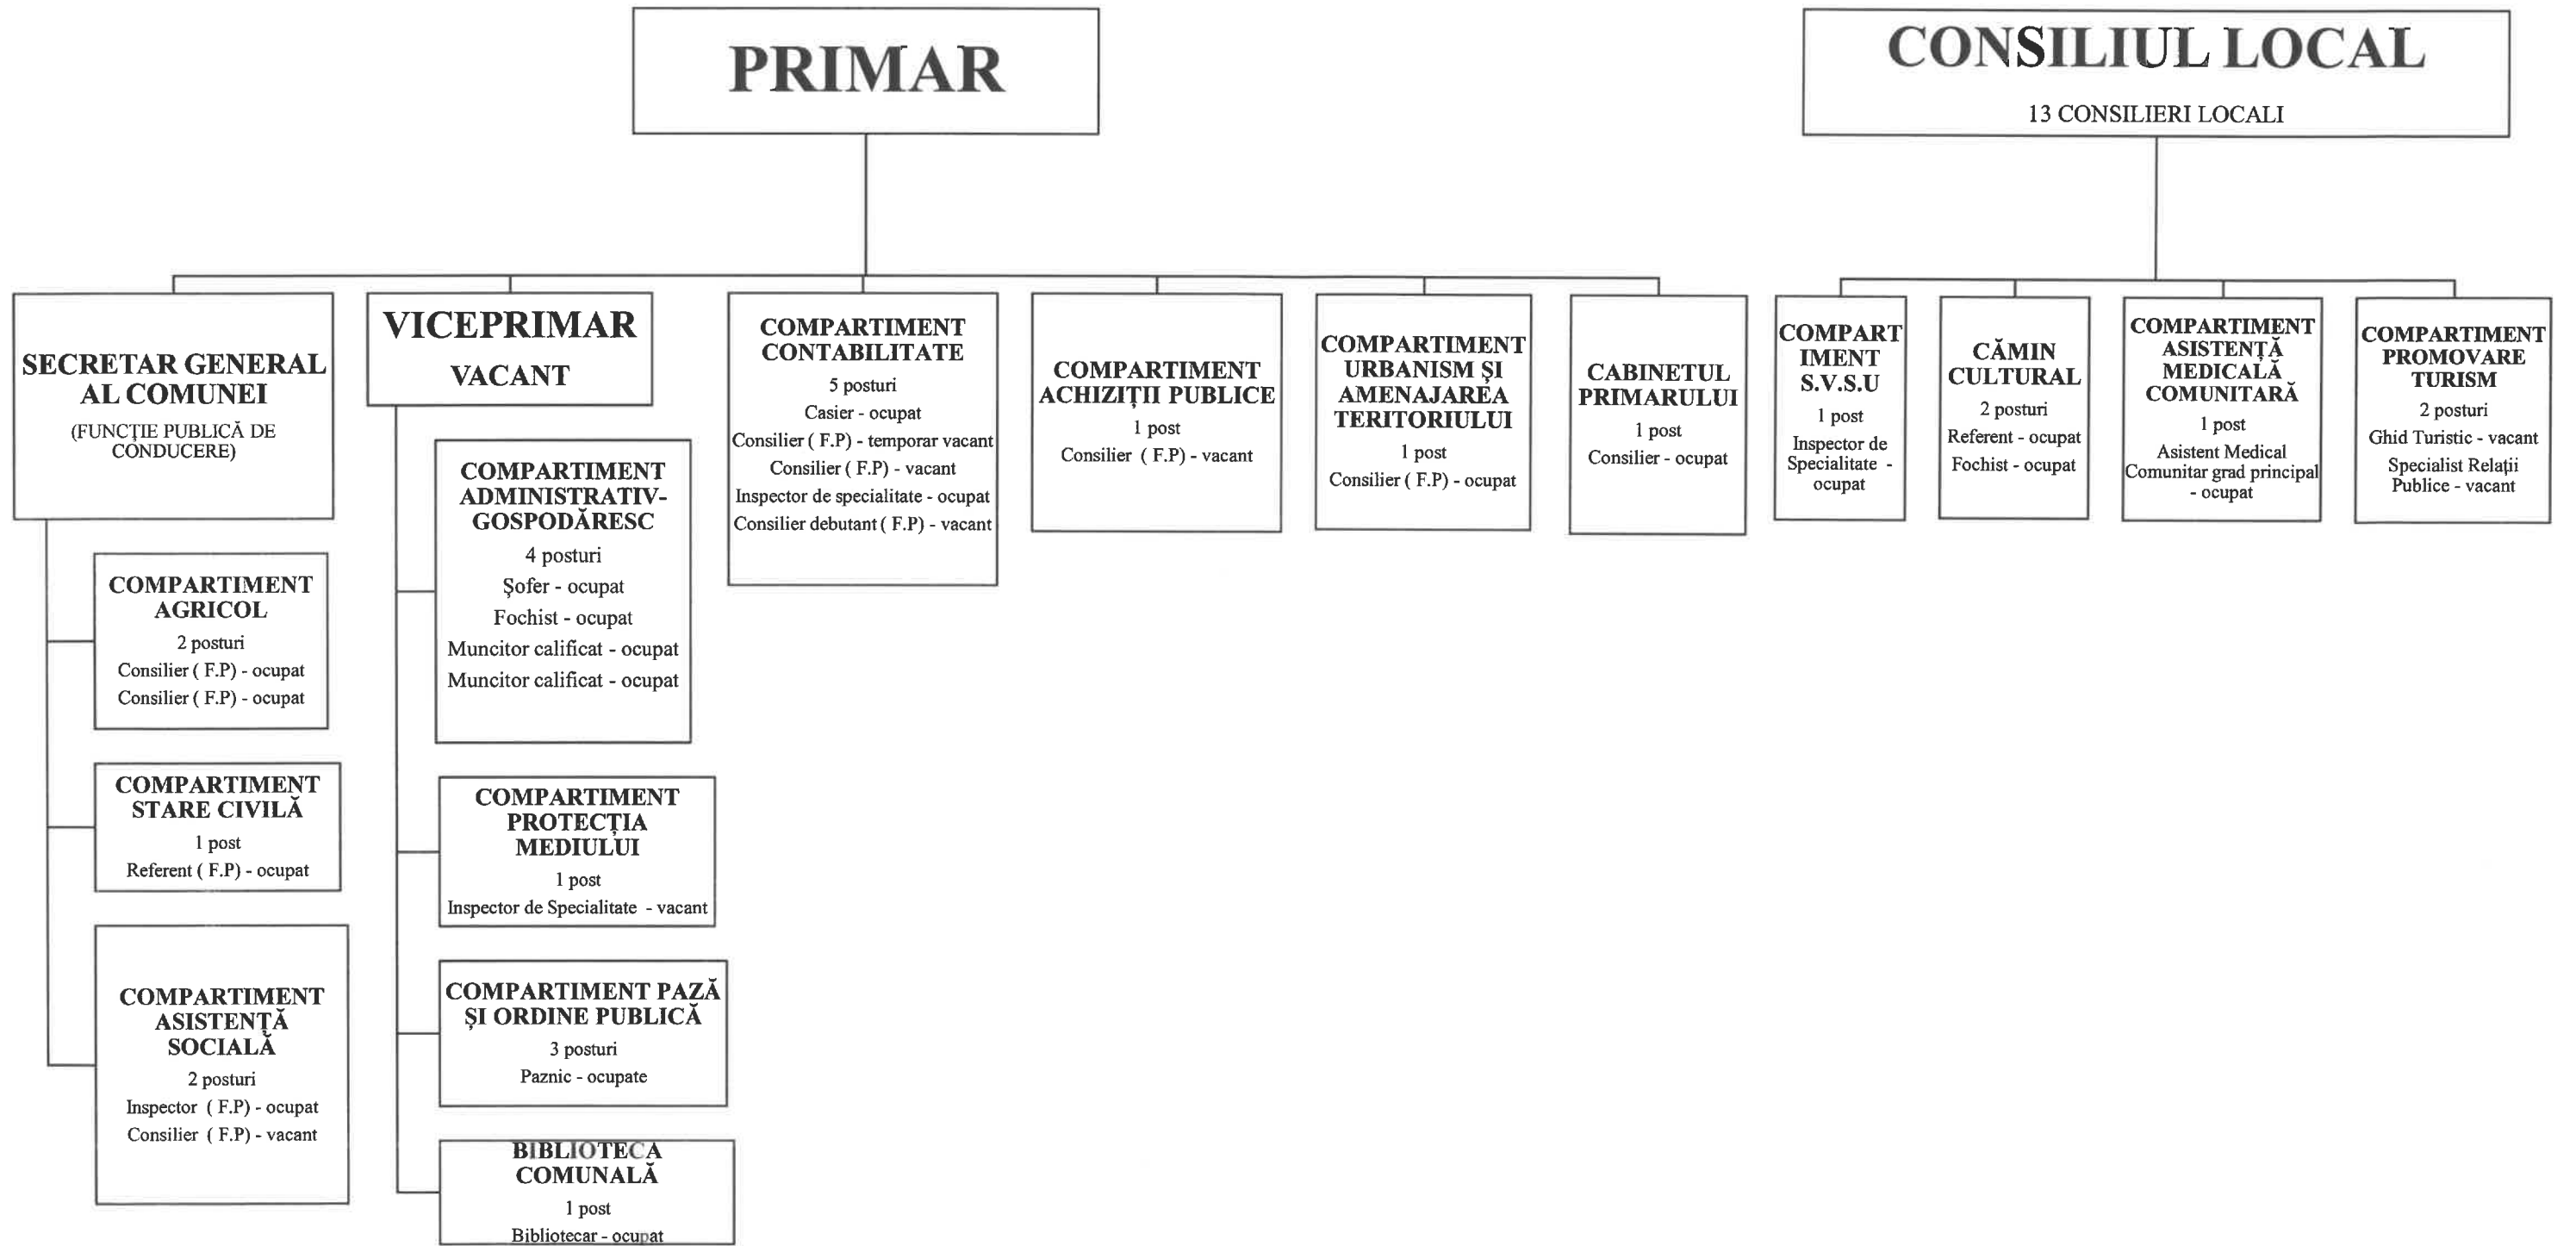 PRIMAR
CONSILIUL LOCAL
13 CONSILIERI LOCALI
SECRETAR GENERAL
AL COMUNEI
(FUNCȚIE PUBLICĂ DE
CONDUCERE)
COMPARTIMENT
AGRICOL
2 posturi
Consilier ( F.P) - ocupat
Consilier ( F.P) - ocupat
COMPARTIMENT
STARE CIVILĂ
1 post
Referent ( F.P) - ocupat
COMPARTIMENT
ASISTENȚĂ
SOCIALĂ
2 posturi
Inspector ( F.P) - ocupat
Consilier ( F.P) - vacant
VICEPRIMAR
VACANT
COMPARTIMENT
ADMINISTRATIV-
GOSPODĂRESC
4 posturi
Șofer - ocupat
Fochist - ocupat
Muncitor calificat - ocupat
Muncitor calificat - ocupat
COMPARTIMENT
PROTECȚIA
MEDIULUI
1 post
Inspector de Specialitate - vacant
COMPARTIMENT PAZĂ
ȘI ORDINE PUBLICĂ
3 posturi
Paznic - ocupate
BIBLIOTECA
COMUNALĂ
1 post
Bibliotecar - ocupat
COMPARTIMENT
CONTABILITATE
5 posturi
Casier - ocupat
Consilier ( F.P) - temporar vacant
Consilier ( F.P) - vacant
Inspector de specialitate - ocupat
Consilier debutant ( F.P) - vacant
COMPARTIMENT
ACHIZIȚII PUBLICE
1 post
Consilier ( F.P) - vacant
COMPARTIMENT
URBANISM ȘI
AMENAJAREA
TERITORIULUI
1 post
Consilier ( F.P) - ocupat
CABINETUL
PRIMARULUI
1 post
Consilier - ocupat
COMPART
IMENT
S.V.S.U
1 post
Inspector de
Specialitate -
ocupat
CĂMIN
CULTURAL
2 posturi
Referent - ocupat
Fochist - ocupat
COMPARTIMENT
ASISTENȚĂ
MEDICALĂ
COMUNITARĂ
1 post
Asistent Medical
Comunitar grad principal
- ocupat
COMPARTIMENT
PROMOVARE
TURISM
2 posturi
Ghid Turistic - vacant
Specialist Relații
Publice - vacant